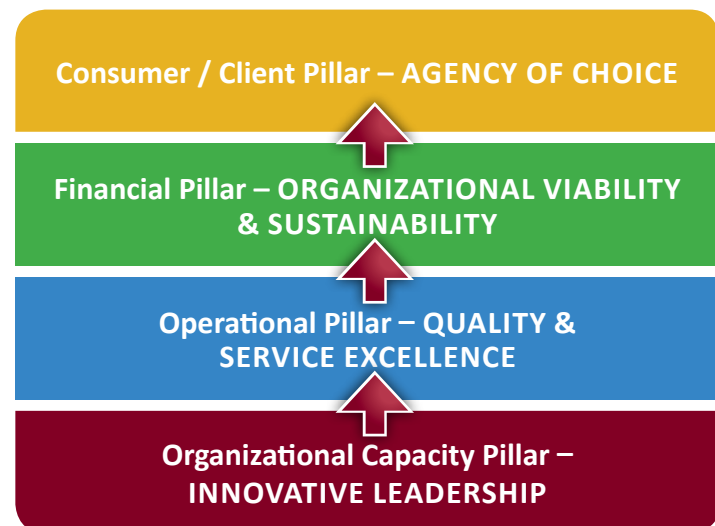 Consumer / Client Pillar – AGENCY OF CHOICE
Financial Pillar – ORGANIZATIONAL VIABILITY
& SUSTAINABILITY
Operational Pillar – QUALITY &
SERVICE EXCELLENCE
Organizational Capacity Pillar –
INNOVATIVE LEADERSHIP